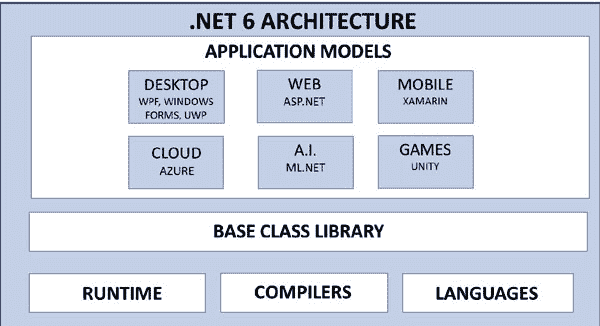 .NET 6 ARCHITECTURE
APPLICATION MODELS
DESKTOP
WPF, WINDOWS
FORMS, UWP
WEB
ASP.NET
MOBILE
XAMARIN
CLOUD
AZURE
A.I.
ML.NET
GAMES
UNITY
BASE CLASS LIBRARY
RUNTIME
COMPILERS
LANGUAGES